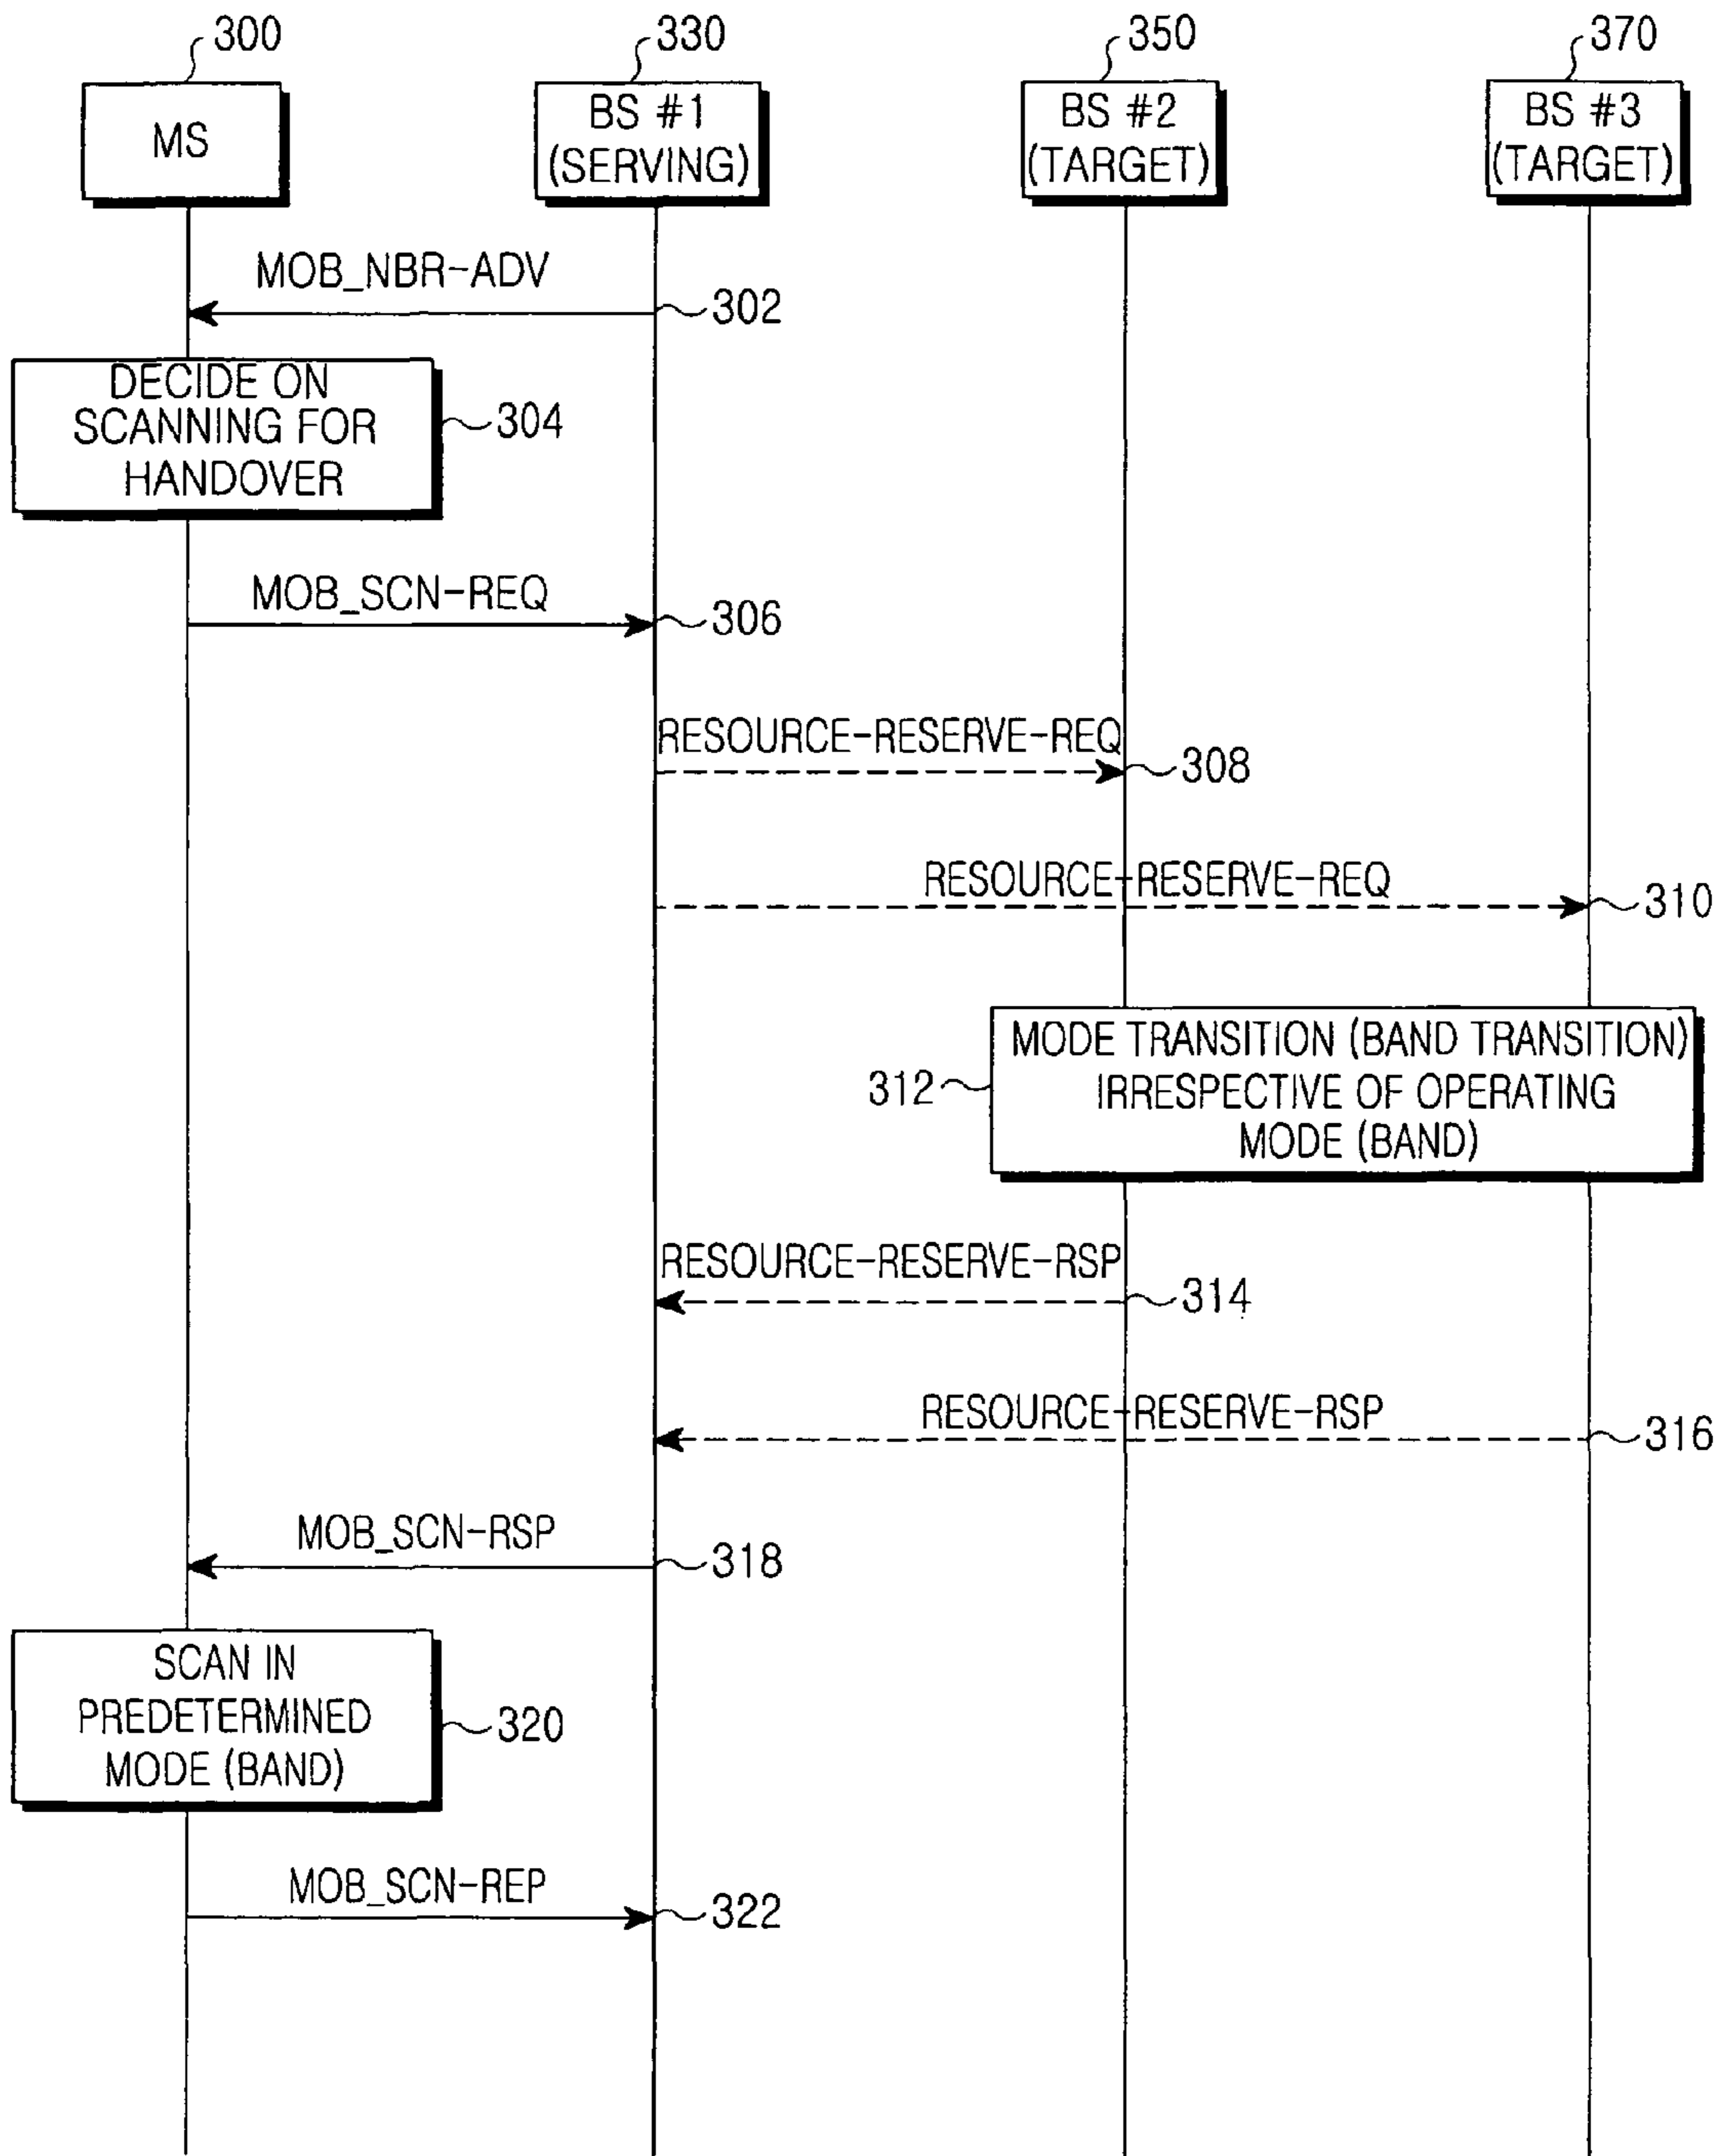 300
330
350
370
MS
BS #1
(SERVING)
BS #2
(TARGET)
BS #3
(TARGET)
MOB_NBR-ADV
302
DECIDE ON
SCANNING FOR
HANDOVER
304
MOB_SCN-REQ
306
RESOURCE-RESERVE-REQ
308
RESOURCE-RESERVE-REQ
310
MODE TRANSITION (BAND TRANSITION)
IRRESPECTIVE OF OPERATING
MODE (BAND)
312
RESOURCE-RESERVE-RSP
314
RESOURCE-RESERVE-RSP
316
MOB_SCN-RSP
318
SCAN IN
PREDETERMINED
MODE (BAND)
320
MOB_SCN-REP
322